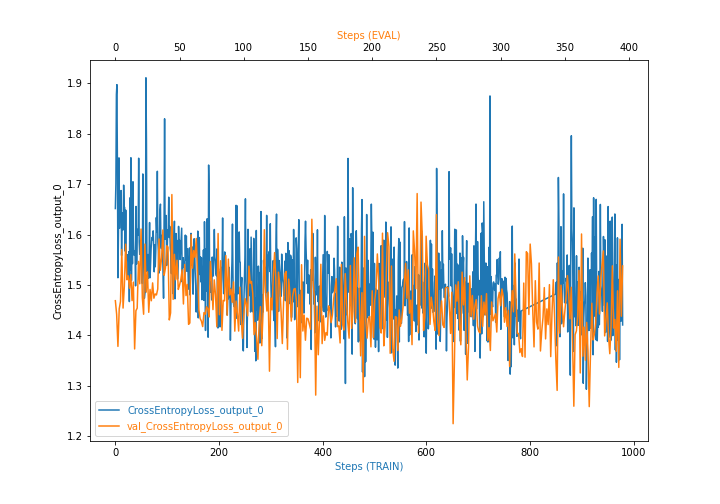 Steps (EVAL)
0 50 100 150 200 250 300 350 400
1.9
1.8
1.7
1.6
1.5
1.4
1.3
1.2
CrossEntropyLoss_output_0
CrossEntropyLoss_output_0
val_CrossEntropyLoss_output_0
0 200 400 600 800 1000
Steps (TRAIN)